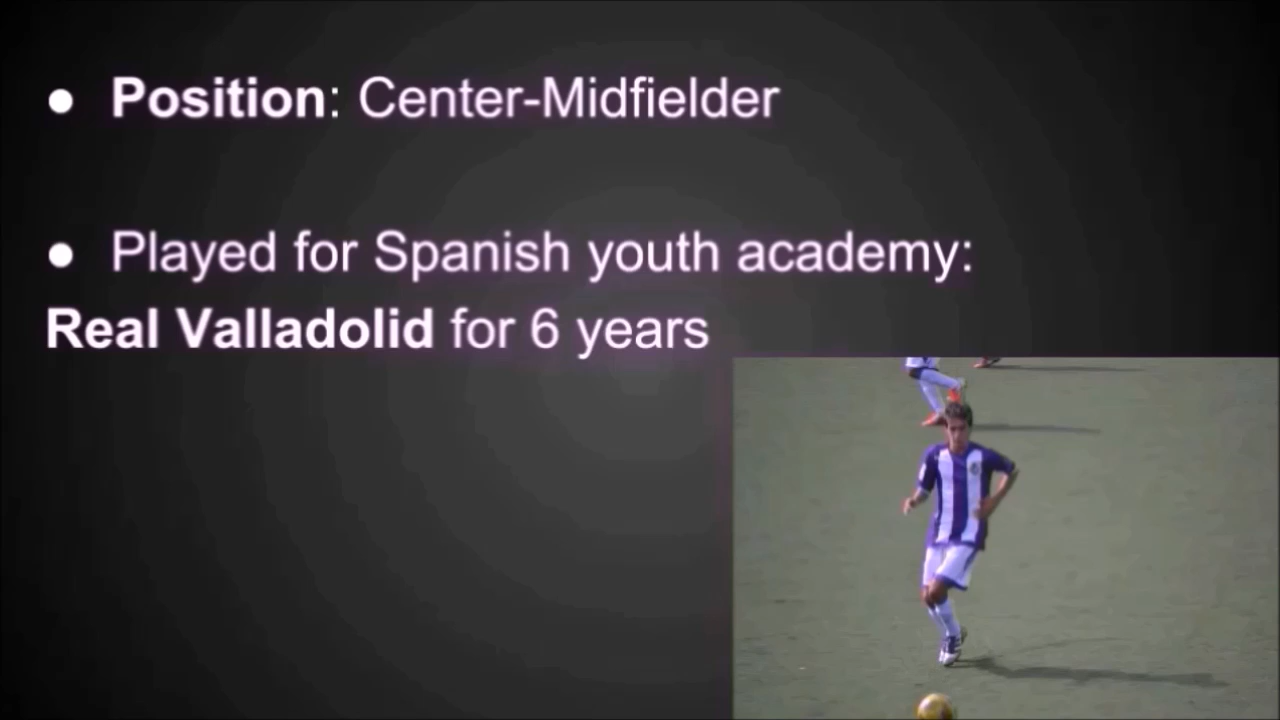 ● Position: Center-Midfielder
● Played for Spanish youth academy:
Real Valladolid for 6 years